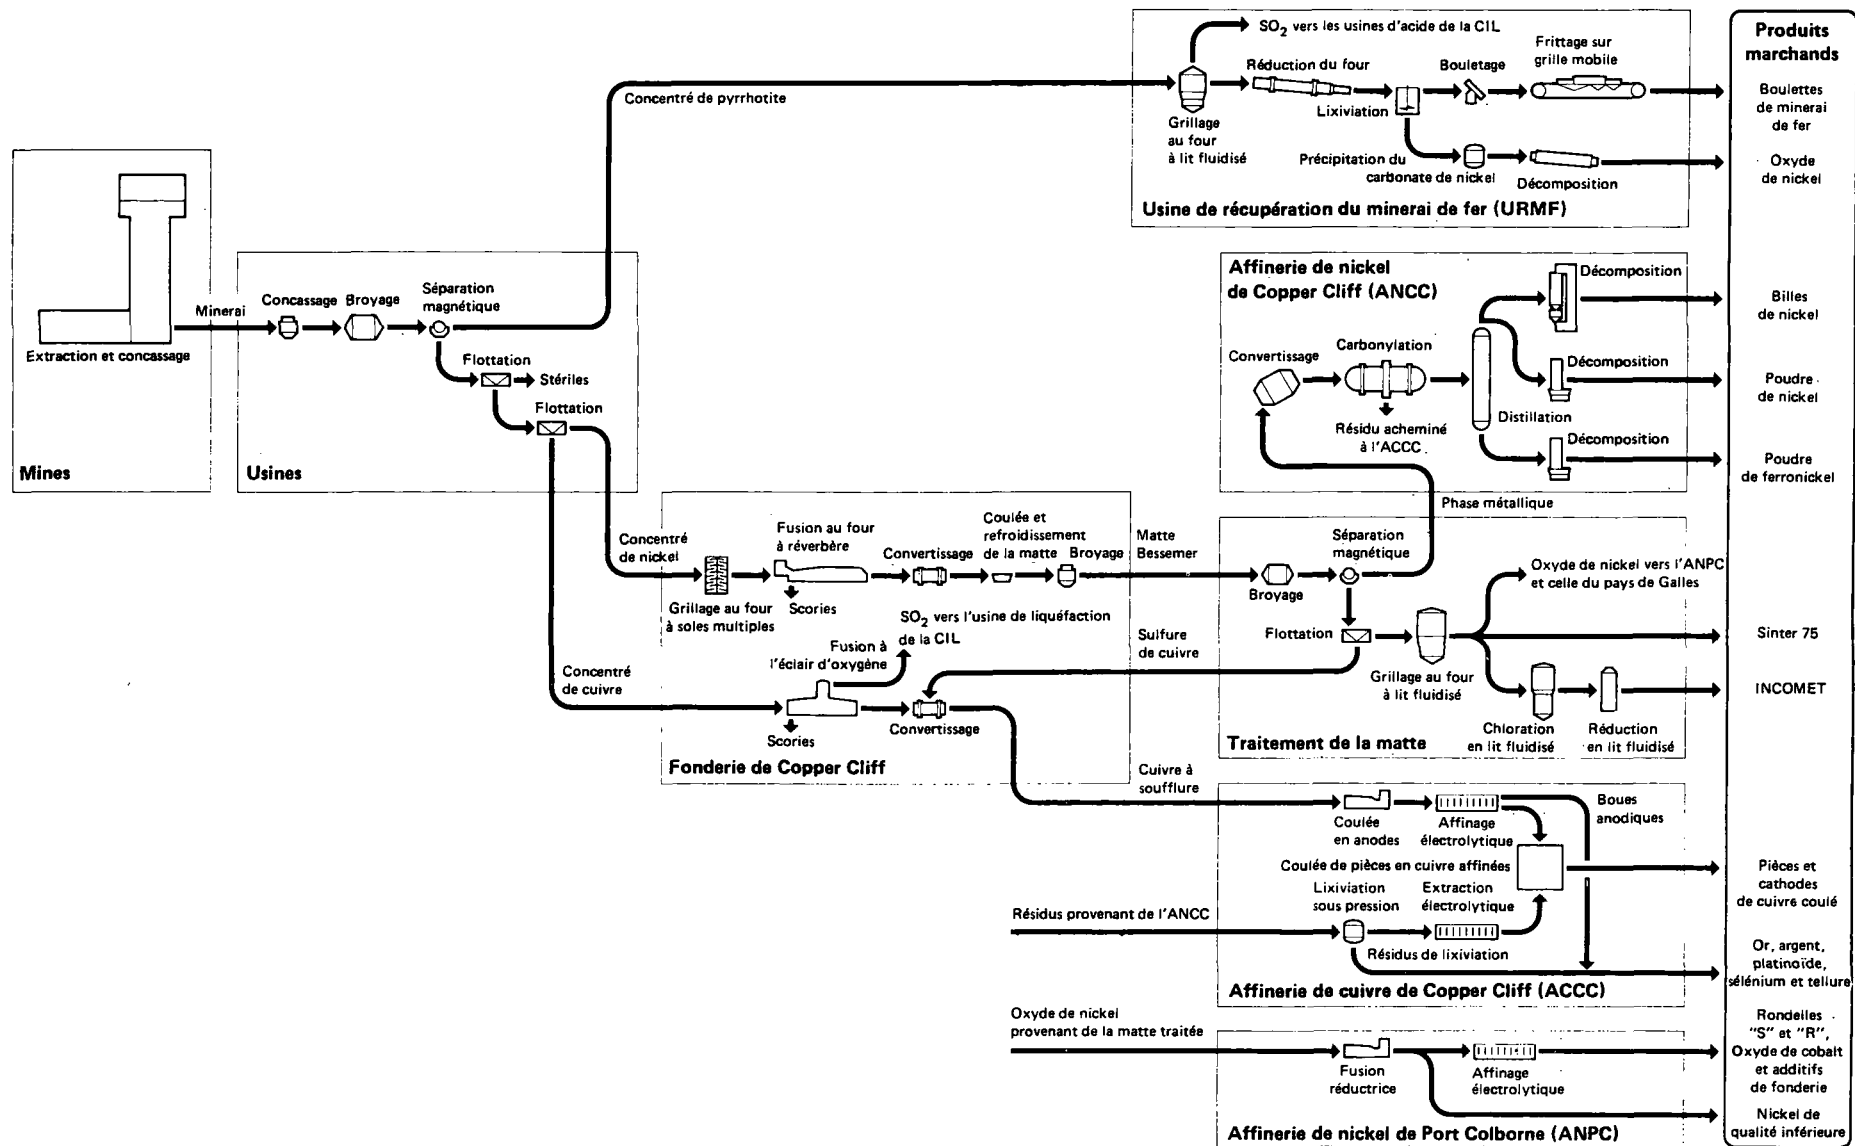 SO2 vers les usines d'acide de la CIL
Réduction du four
Bouletage
Frittage sur
grille mobile
Concentré de pyrrhotite
Grillage
au four
à lit fluidisé
Lixiviation
Précipitation du
carbonate de nickel
Décomposition
Usine de récupération du minerai de fer (URMF)
Produits
marchands
Boulettes
de minerai
de fer
Oxyde
de nickel
Billes
de nickel
Poudre
de nickel
Poudre
de ferronickel
Sinter 75
INCOMET
Pièces et
cathodes
de cuivre coulé
Or, argent,
platinoïde,
sélénium et tellure
Rondelles
"S" et "R",
Oxyde de cobalt
et additifs
de fonderie
Nickel de
qualité inférieure
Extraction et concassage
Mines
Minerai
Concassage
Broyage
Séparation
magnétique
Flottation
Stériles
Flottation
Usines
Affinerie de nickel
de Copper Cliff (ANCC)
Convertissage
Carbonylation
Résidu acheminé
à l'ACCC
Distillation
Décomposition
Décomposition
Décomposition
Phase métallique
Concentré
de nickel
Grillage au four
à soles multiples
Fusion au four
à réverbère
Scories
Convertissage
Coulée et
refroidissement
de la matte
Broyage
Matte
Bessemer
SO2 vers l'usine de liquéfaction
de la CIL
Fusion à
l'éclair d'oxygène
Concentré
de cuivre
Scories
Convertissage
Sulfure
de cuivre
Fonderie de Copper Cliff
Broyage
Séparation
magnétique
Flottation
Grillage au four
à lit fluidisé
Oxyde de nickel vers l'ANPC
et celle du pays de Galles
Chloration
en lit fluidisé
Réduction
en lit fluidisé
Traitement de la matte
Cuivre à
soufflure
Coulée
en anodes
Affinage
électrolytique
Boues
anodiques
Coulée de pièces en cuivre affinées
Lixiviation
sous pression
Extraction
électrolytique
Résidus provenant de l'ANCC
Résidus de lixiviation
Affinerie de cuivre de Copper Cliff (ACCC)
Oxyde de nickel
provenant de la matte traitée
Fusion
réductrice
Affinage
électrolytique
Affinerie de nickel de Port Colborne (ANPC)